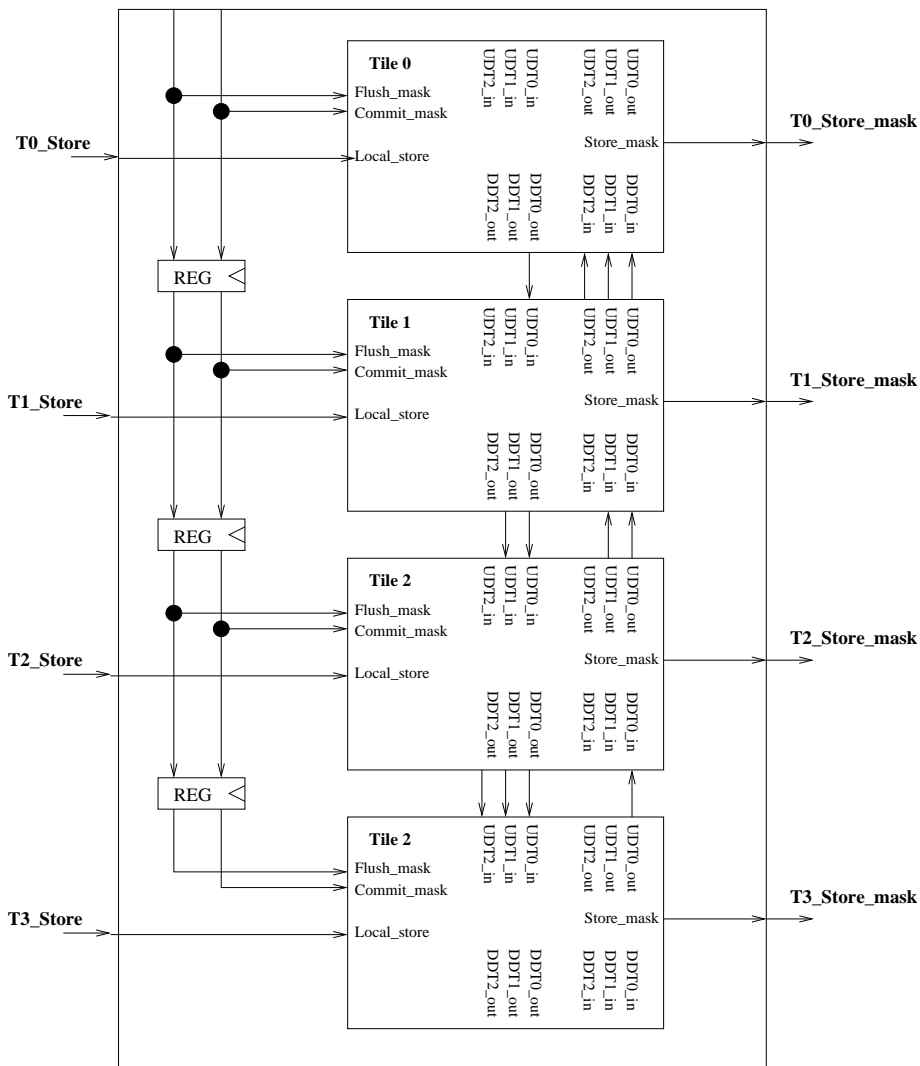 Tile 0
UDT2_in
UDT1_in
UDT0_in
UDT2_out
UDT1_out
UDT0_out
Flush_mask
Commit_mask
T0_Store
Local_store
Store_mask
T0_Store_mask
DDT2_out
DDT1_out
DDT0_out
DDT2_in
DDT1_in
DDT0_in
REG
Tile 1
UDT2_in
UDT1_in
UDT0_in
UDT2_out
UDT1_out
UDT0_out
Flush_mask
Commit_mask
T1_Store
Local_store
Store_mask
T1_Store_mask
DDT2_out
DDT1_out
DDT0_out
DDT2_in
DDT1_in
DDT0_in
REG
Tile 2
UDT2_in
UDT1_in
UDT0_in
UDT2_out
UDT1_out
UDT0_out
Flush_mask
Commit_mask
T2_Store
Local_store
Store_mask
T2_Store_mask
DDT2_out
DDT1_out
DDT0_out
DDT2_in
DDT1_in
DDT0_in
REG
Tile 2
UDT2_in
UDT1_in
UDT0_in
UDT2_out
UDT1_out
UDT0_out
Flush_mask
Commit_mask
T3_Store
Local_store
Store_mask
T3_Store_mask
DDT2_out
DDT1_out
DDT0_out
DDT2_in
DDT1_in
DDT0_in